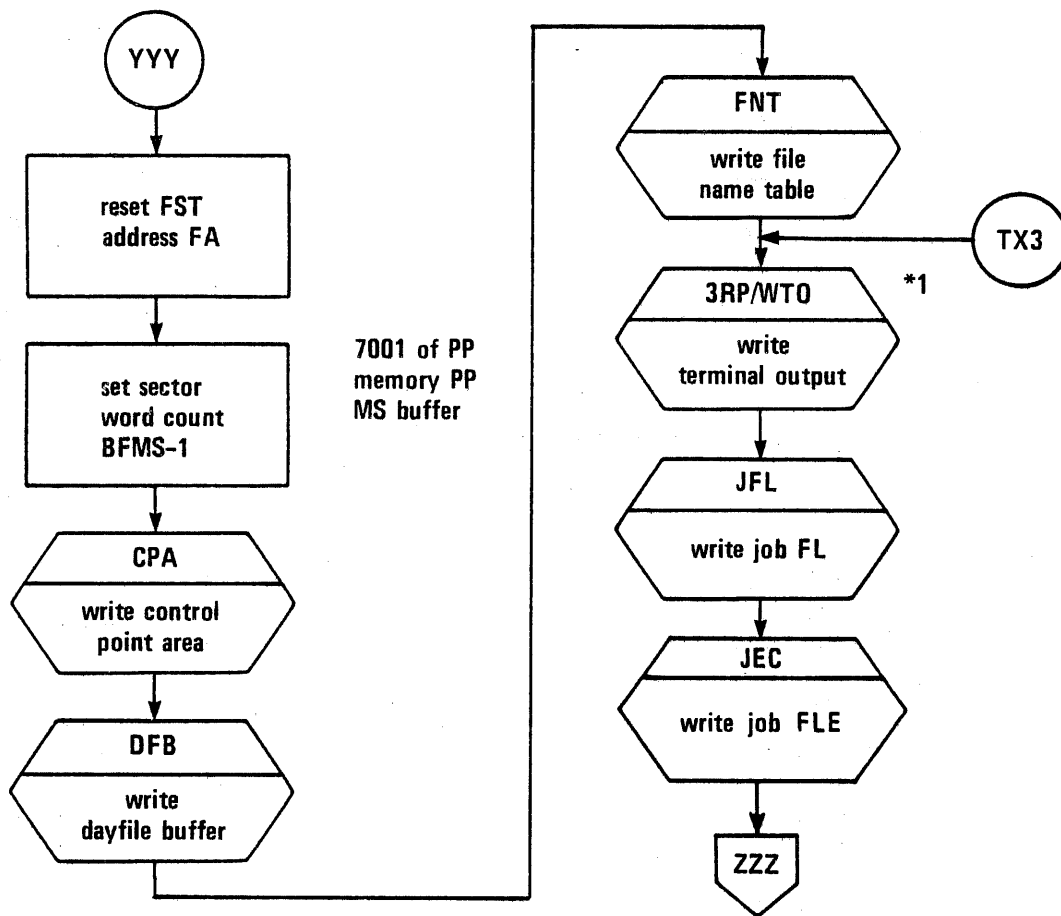 YYY
reset FST
address FA
set sector
word count
BFMS-1
7001 of PP
memory PP
MS buffer
CPA
write control
point area
DFB
write
dayfile buffer
FNT
write file
name table
TX3
*1
3RP/WTO
write
terminal output
JFL
write job FL
JEC
write job FLE
ZZZ